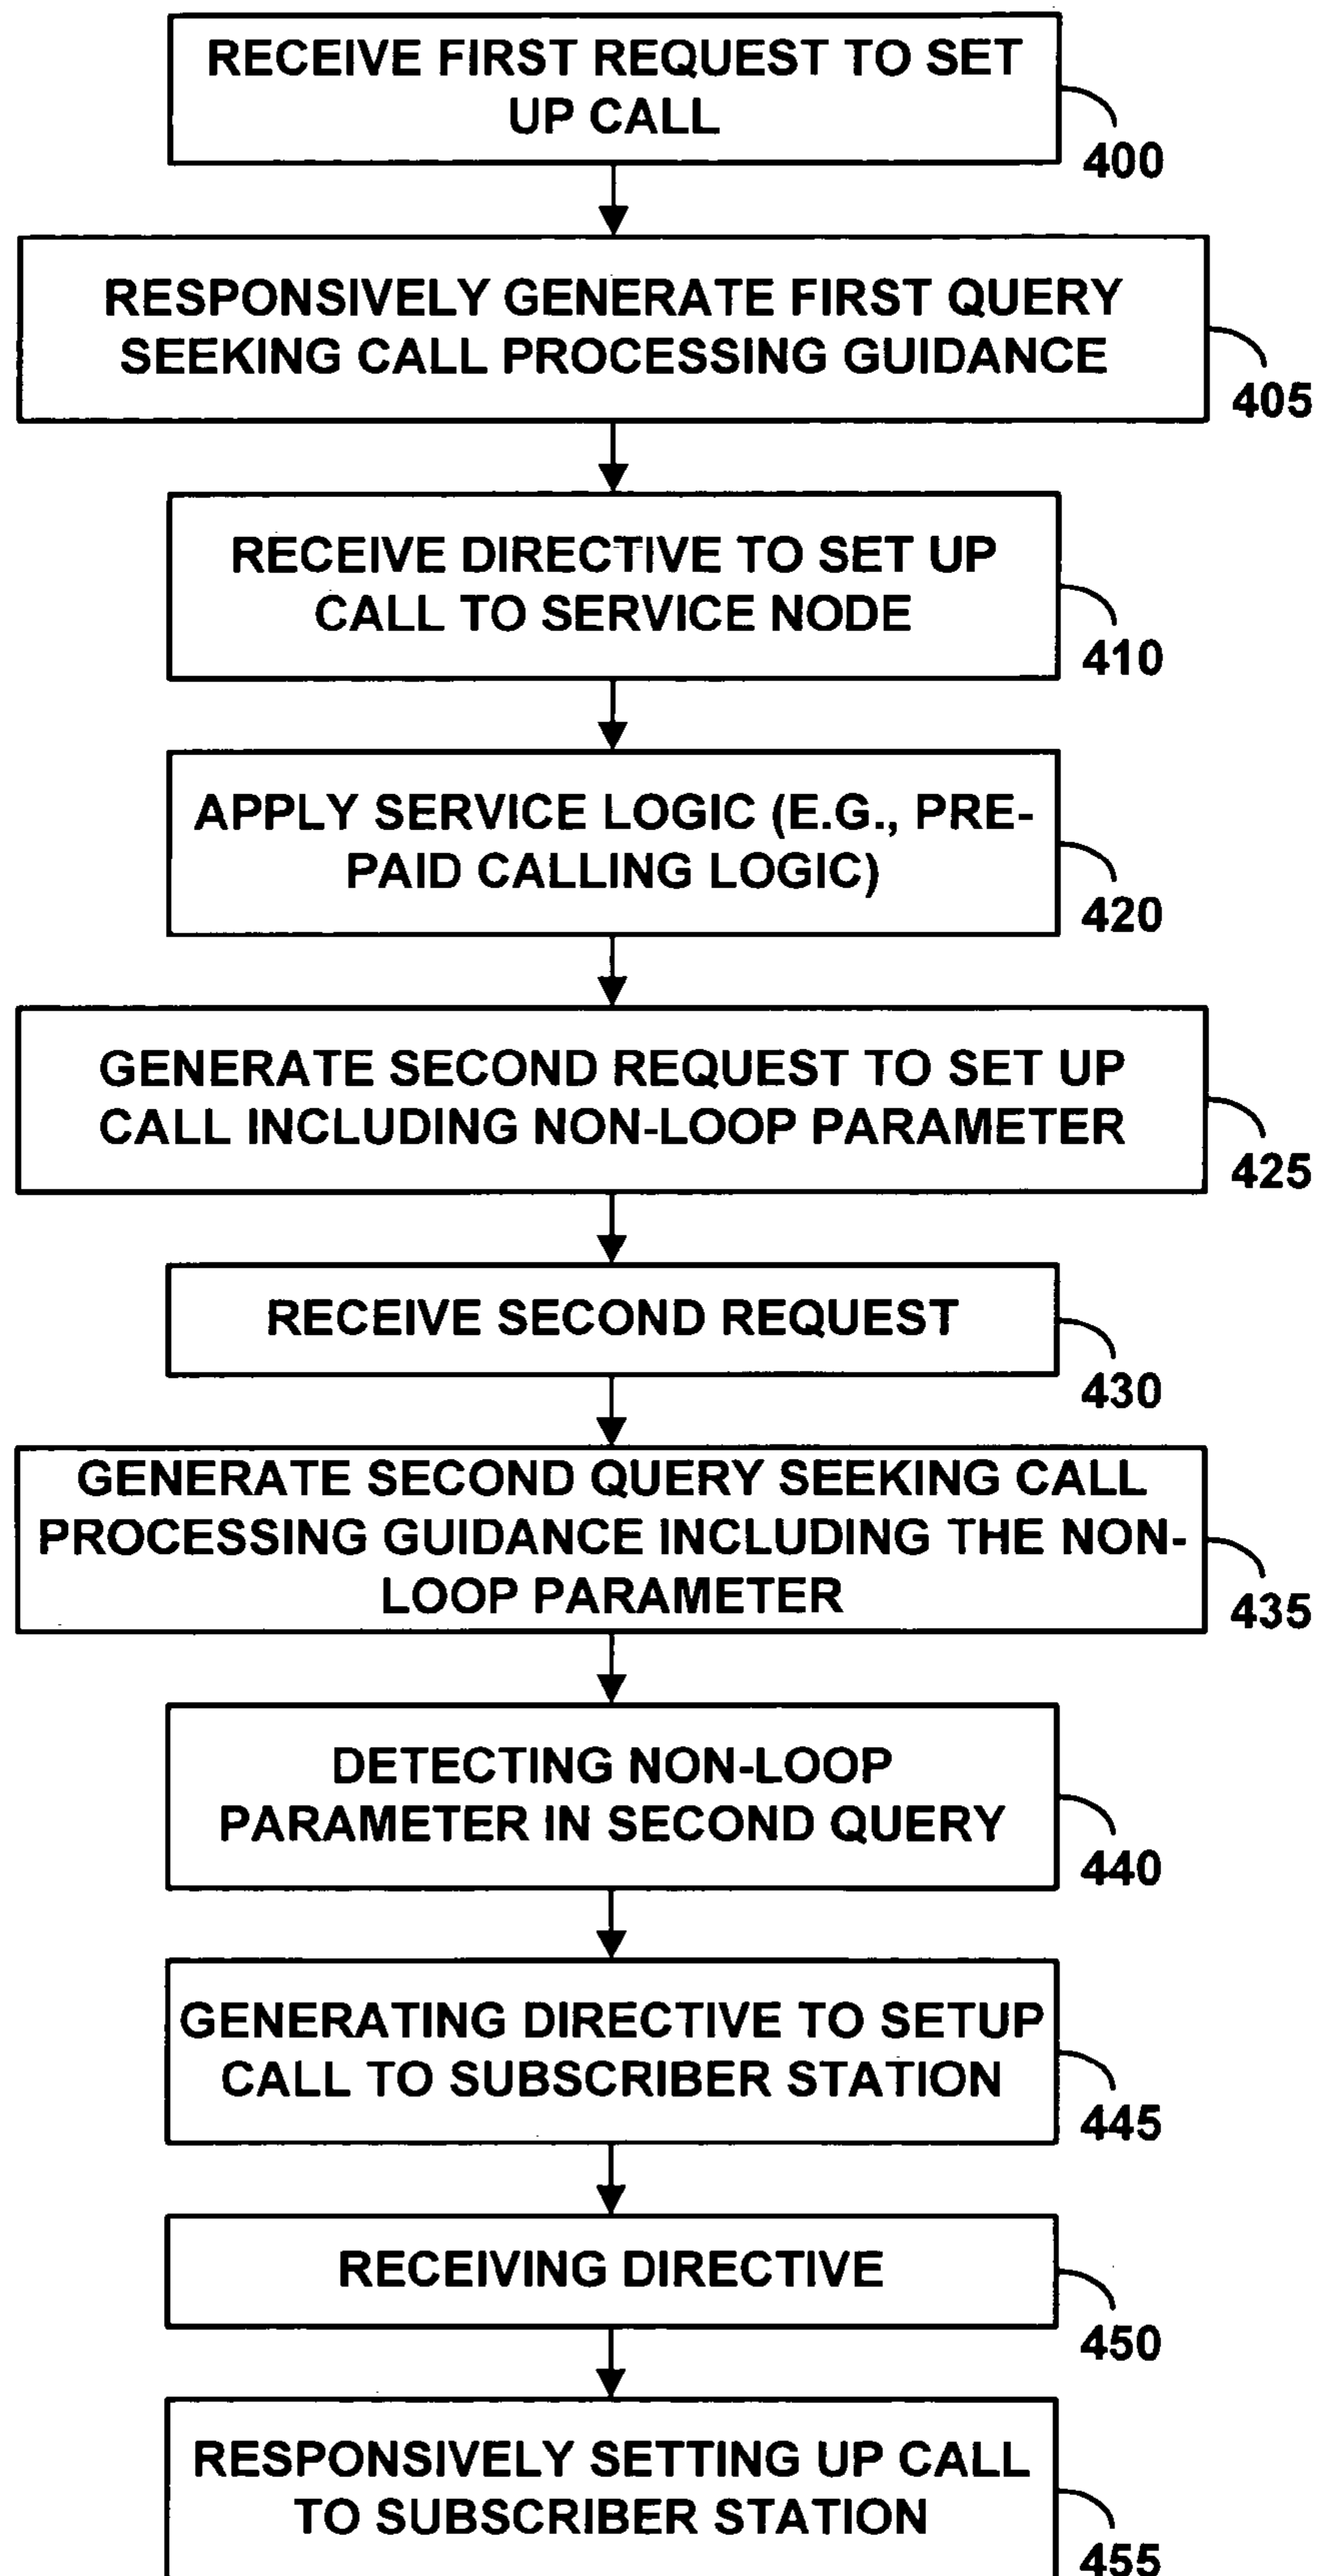 RECEIVE FIRST REQUEST TO SET
UP CALL
400
RESPONSIVELY GENERATE FIRST QUERY
SEEKING CALL PROCESSING GUIDANCE
405
RECEIVE DIRECTIVE TO SET UP
CALL TO SERVICE NODE
410
APPLY SERVICE LOGIC (E.G., PRE-
PAID CALLING LOGIC)
420
GENERATE SECOND REQUEST TO SET UP
CALL INCLUDING NON-LOOP PARAMETER
425
RECEIVE SECOND REQUEST
430
GENERATE SECOND QUERY SEEKING CALL
PROCESSING GUIDANCE INCLUDING THE NON-
LOOP PARAMETER
435
DETECTING NON-LOOP
PARAMETER IN SECOND QUERY
440
GENERATING DIRECTIVE TO SETUP
CALL TO SUBSCRIBER STATION
445
RECEIVING DIRECTIVE
450
RESPONSIVELY SETTING UP CALL
TO SUBSCRIBER STATION
455